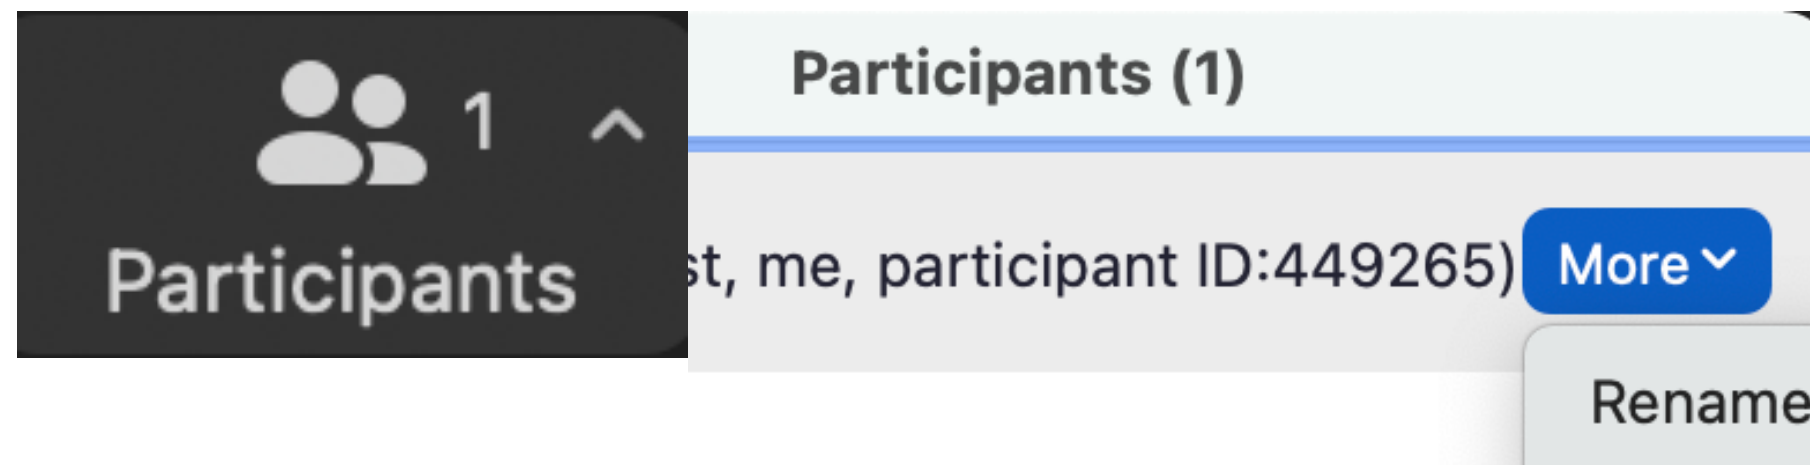 1
Participants
Participants (1)
st, me, participant ID:449265)
More
Rename